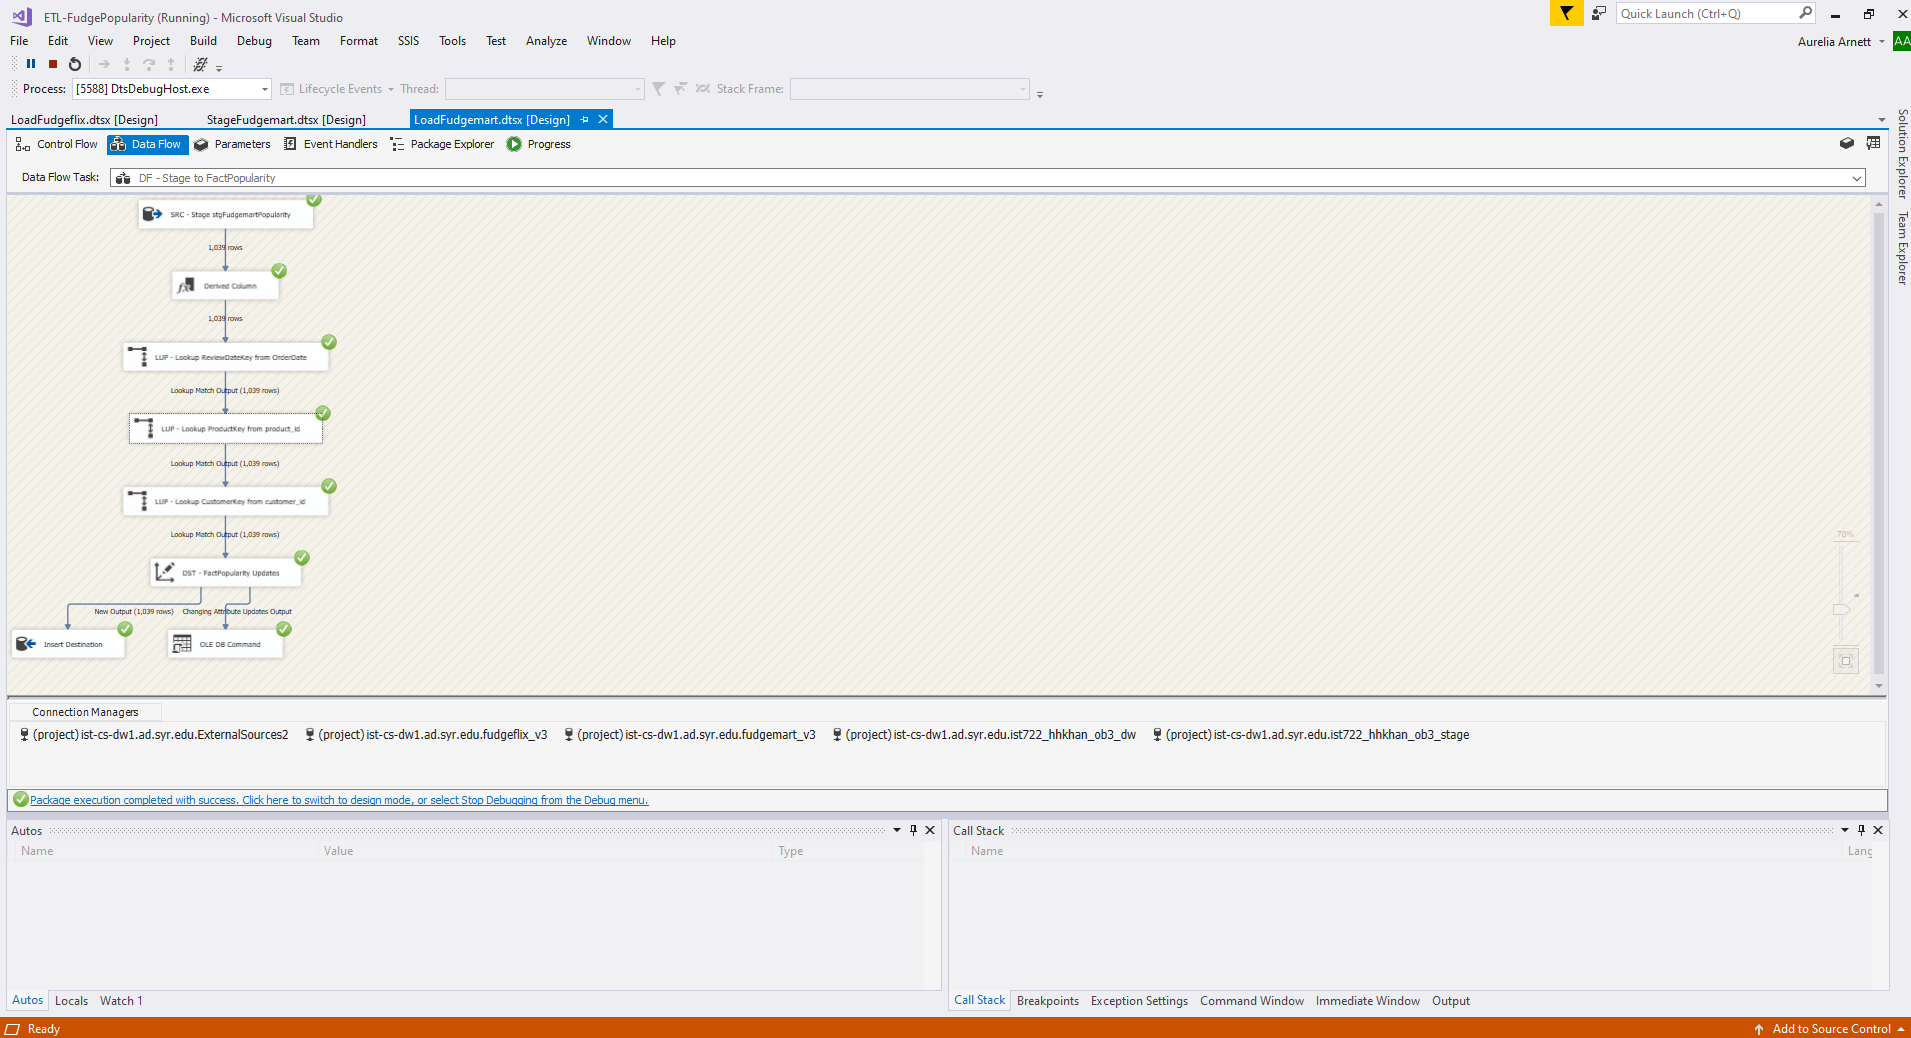 ETL-FudgePopularity (Running) - Microsoft Visual Studio
Quick Launch (Ctrl+Q)
File Edit View Project Build Debug Team Format SSIS Tools Test Analyze Window Help
Aurelia Arnett AA
Process: [5588] DtsDebugHost.exe Lifecycle Events Thread: Stack Frame:
LoadFudgeflix.dtsx [Design] StageFudgemart.dtsx [Design] LoadFudgemart.dtsx [Design]
Control Flow Data Flow Parameters Event Handlers Package Explorer Progress
Data Flow Task: DF - Stage to FactPopularity
Solution Explorer
Team Explorer
SRC - Stage stgFudgemartPopularity
1,039 rows
Derived Column
1,039 rows
LUP - Lookup ReviewDateKey from OrderDate
Lookup Match Output (1,039 rows)
LUP - Lookup ProductKey from product_id
Lookup Match Output (1,039 rows)
LUP - Lookup CustomerKey from customer_id
Lookup Match Output (1,039 rows)
70%
DST - FactPopularity Updates
New Output (1,039 rows) Changing Attribute Updates Output
Insert Destination OLE DB Command
Connection Managers
(project) ist-cs-dw1.ad.syr.edu.ExternalSources2 (project) ist-cs-dw1.ad.syr.edu.fudgeflix_v3 (project) ist-cs-dw1.ad.syr.edu.fudgemart_v3 (project) ist-cs-dw1.ad.syr.edu.ist722_hhkhan_ob3_dw (project) ist-cs-dw1.ad.syr.edu.ist722_hhkhan_ob3_stage
Package execution completed with success. Click here to switch to design mode, or select Stop Debugging from the Debug menu.
Autos Call Stack
Name Value Type Name Lang
Autos Locals Watch 1 Call Stack Breakpoints Exception Settings Command Window Immediate Window Output
Ready Add to Source Control